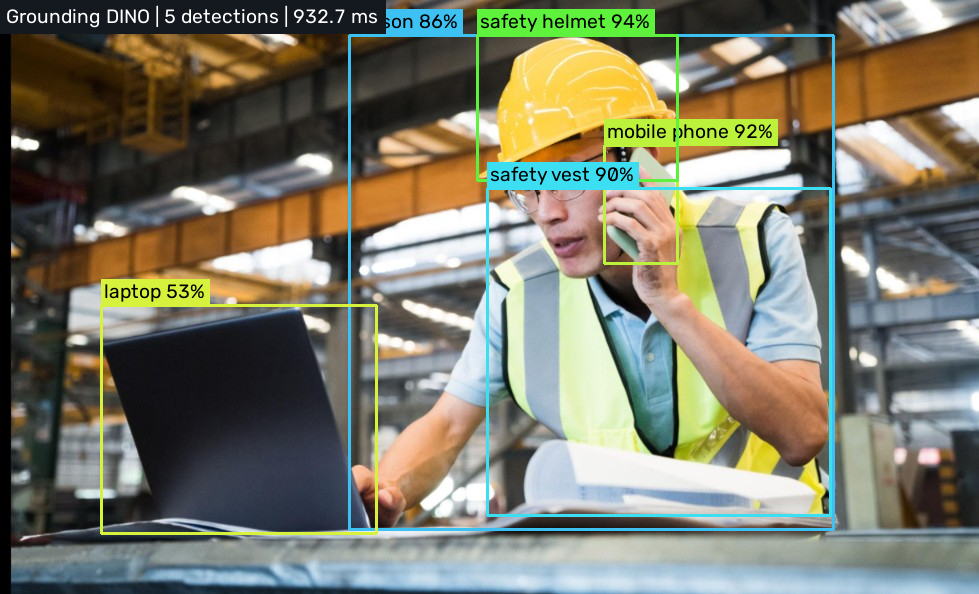 Grounding DINO | 5 detections | 932.7 ms
son 86%
safety helmet 94%
mobile phone 92%
safety vest 90%
laptop 53%